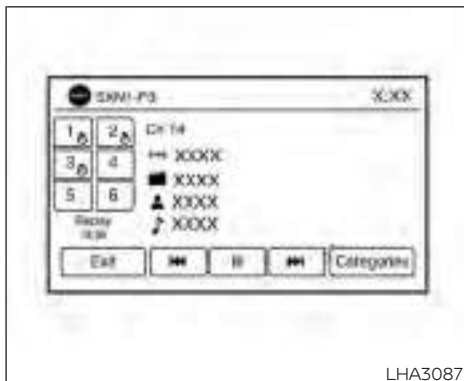 SXM1-P3 X:XX
1 2 Ch 14
XXXX
3 4
XXXX
5 6 XXXX
Replay XXXX
Exit Categories
LHA3087